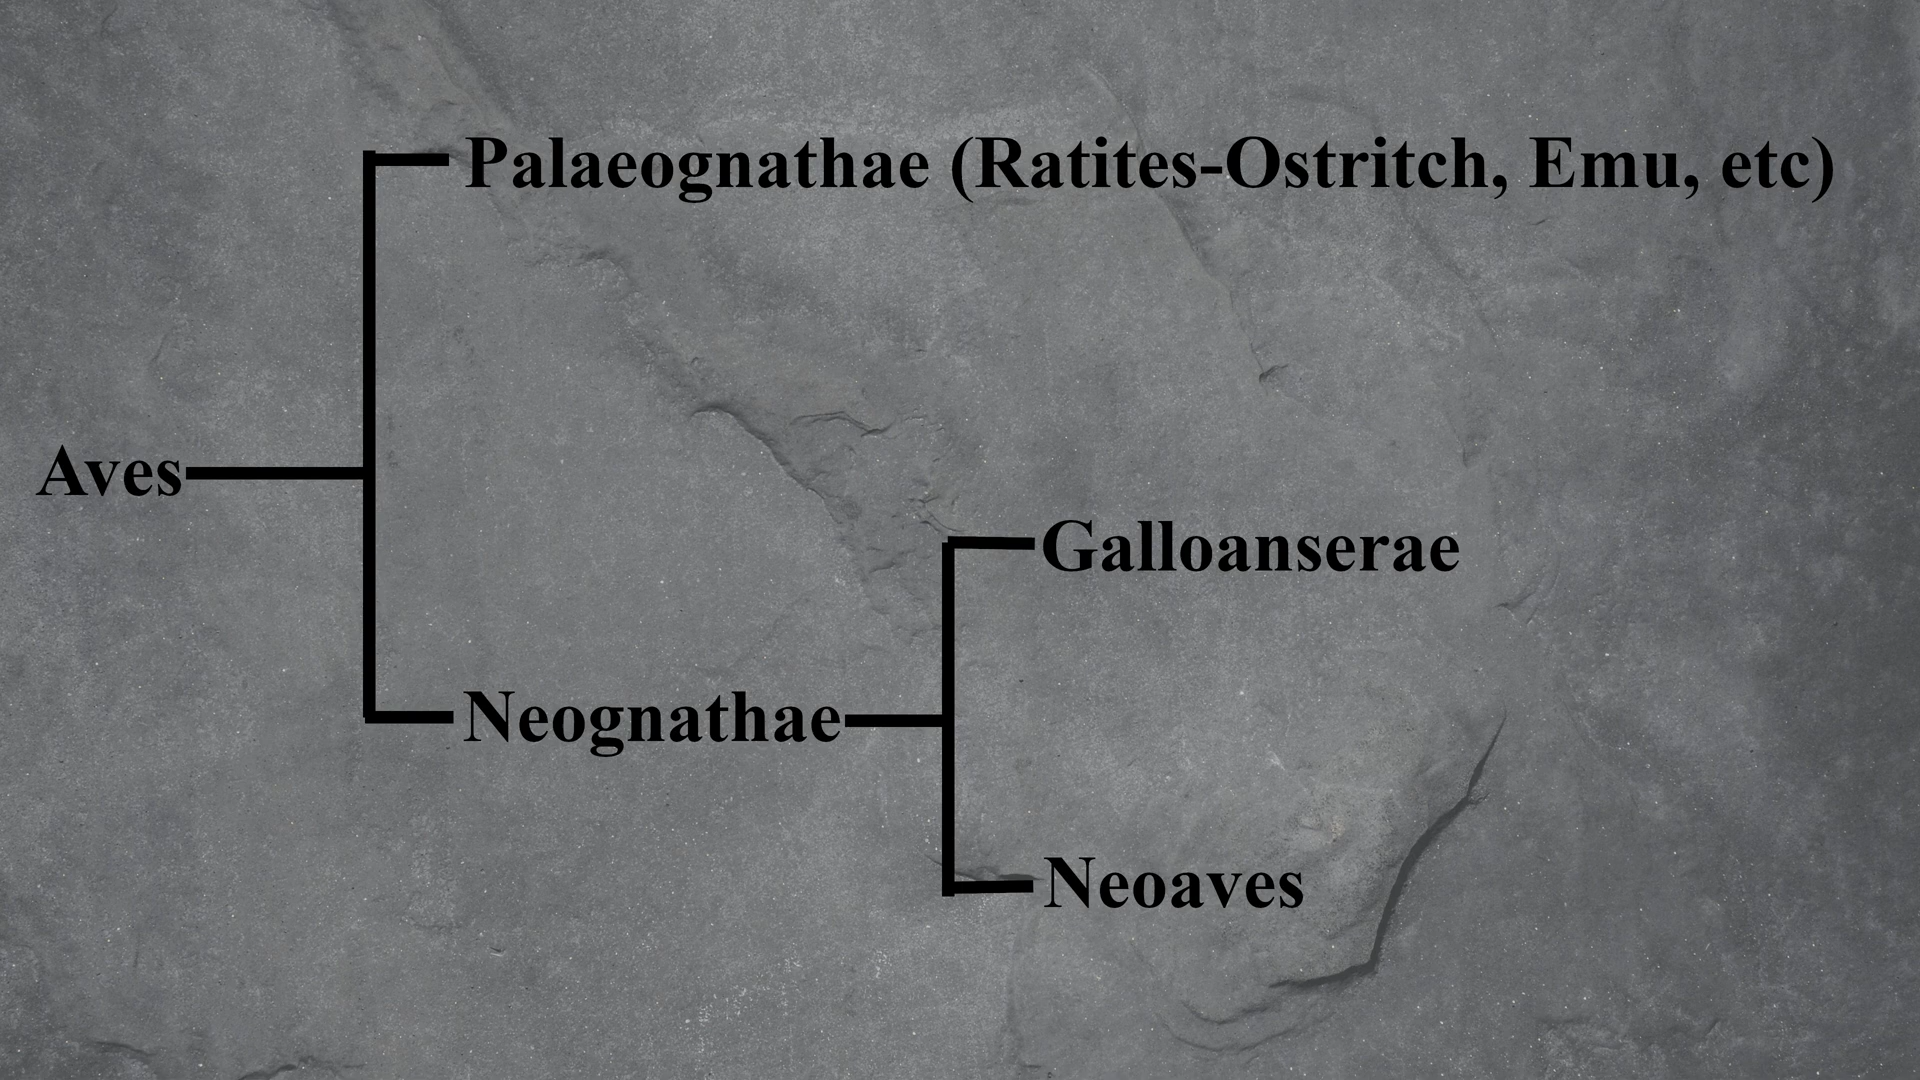 Palaeognathae (Ratites-Ostritch, Emu, etc)
Aves
Galloanserae
Neognathae
Neoaves